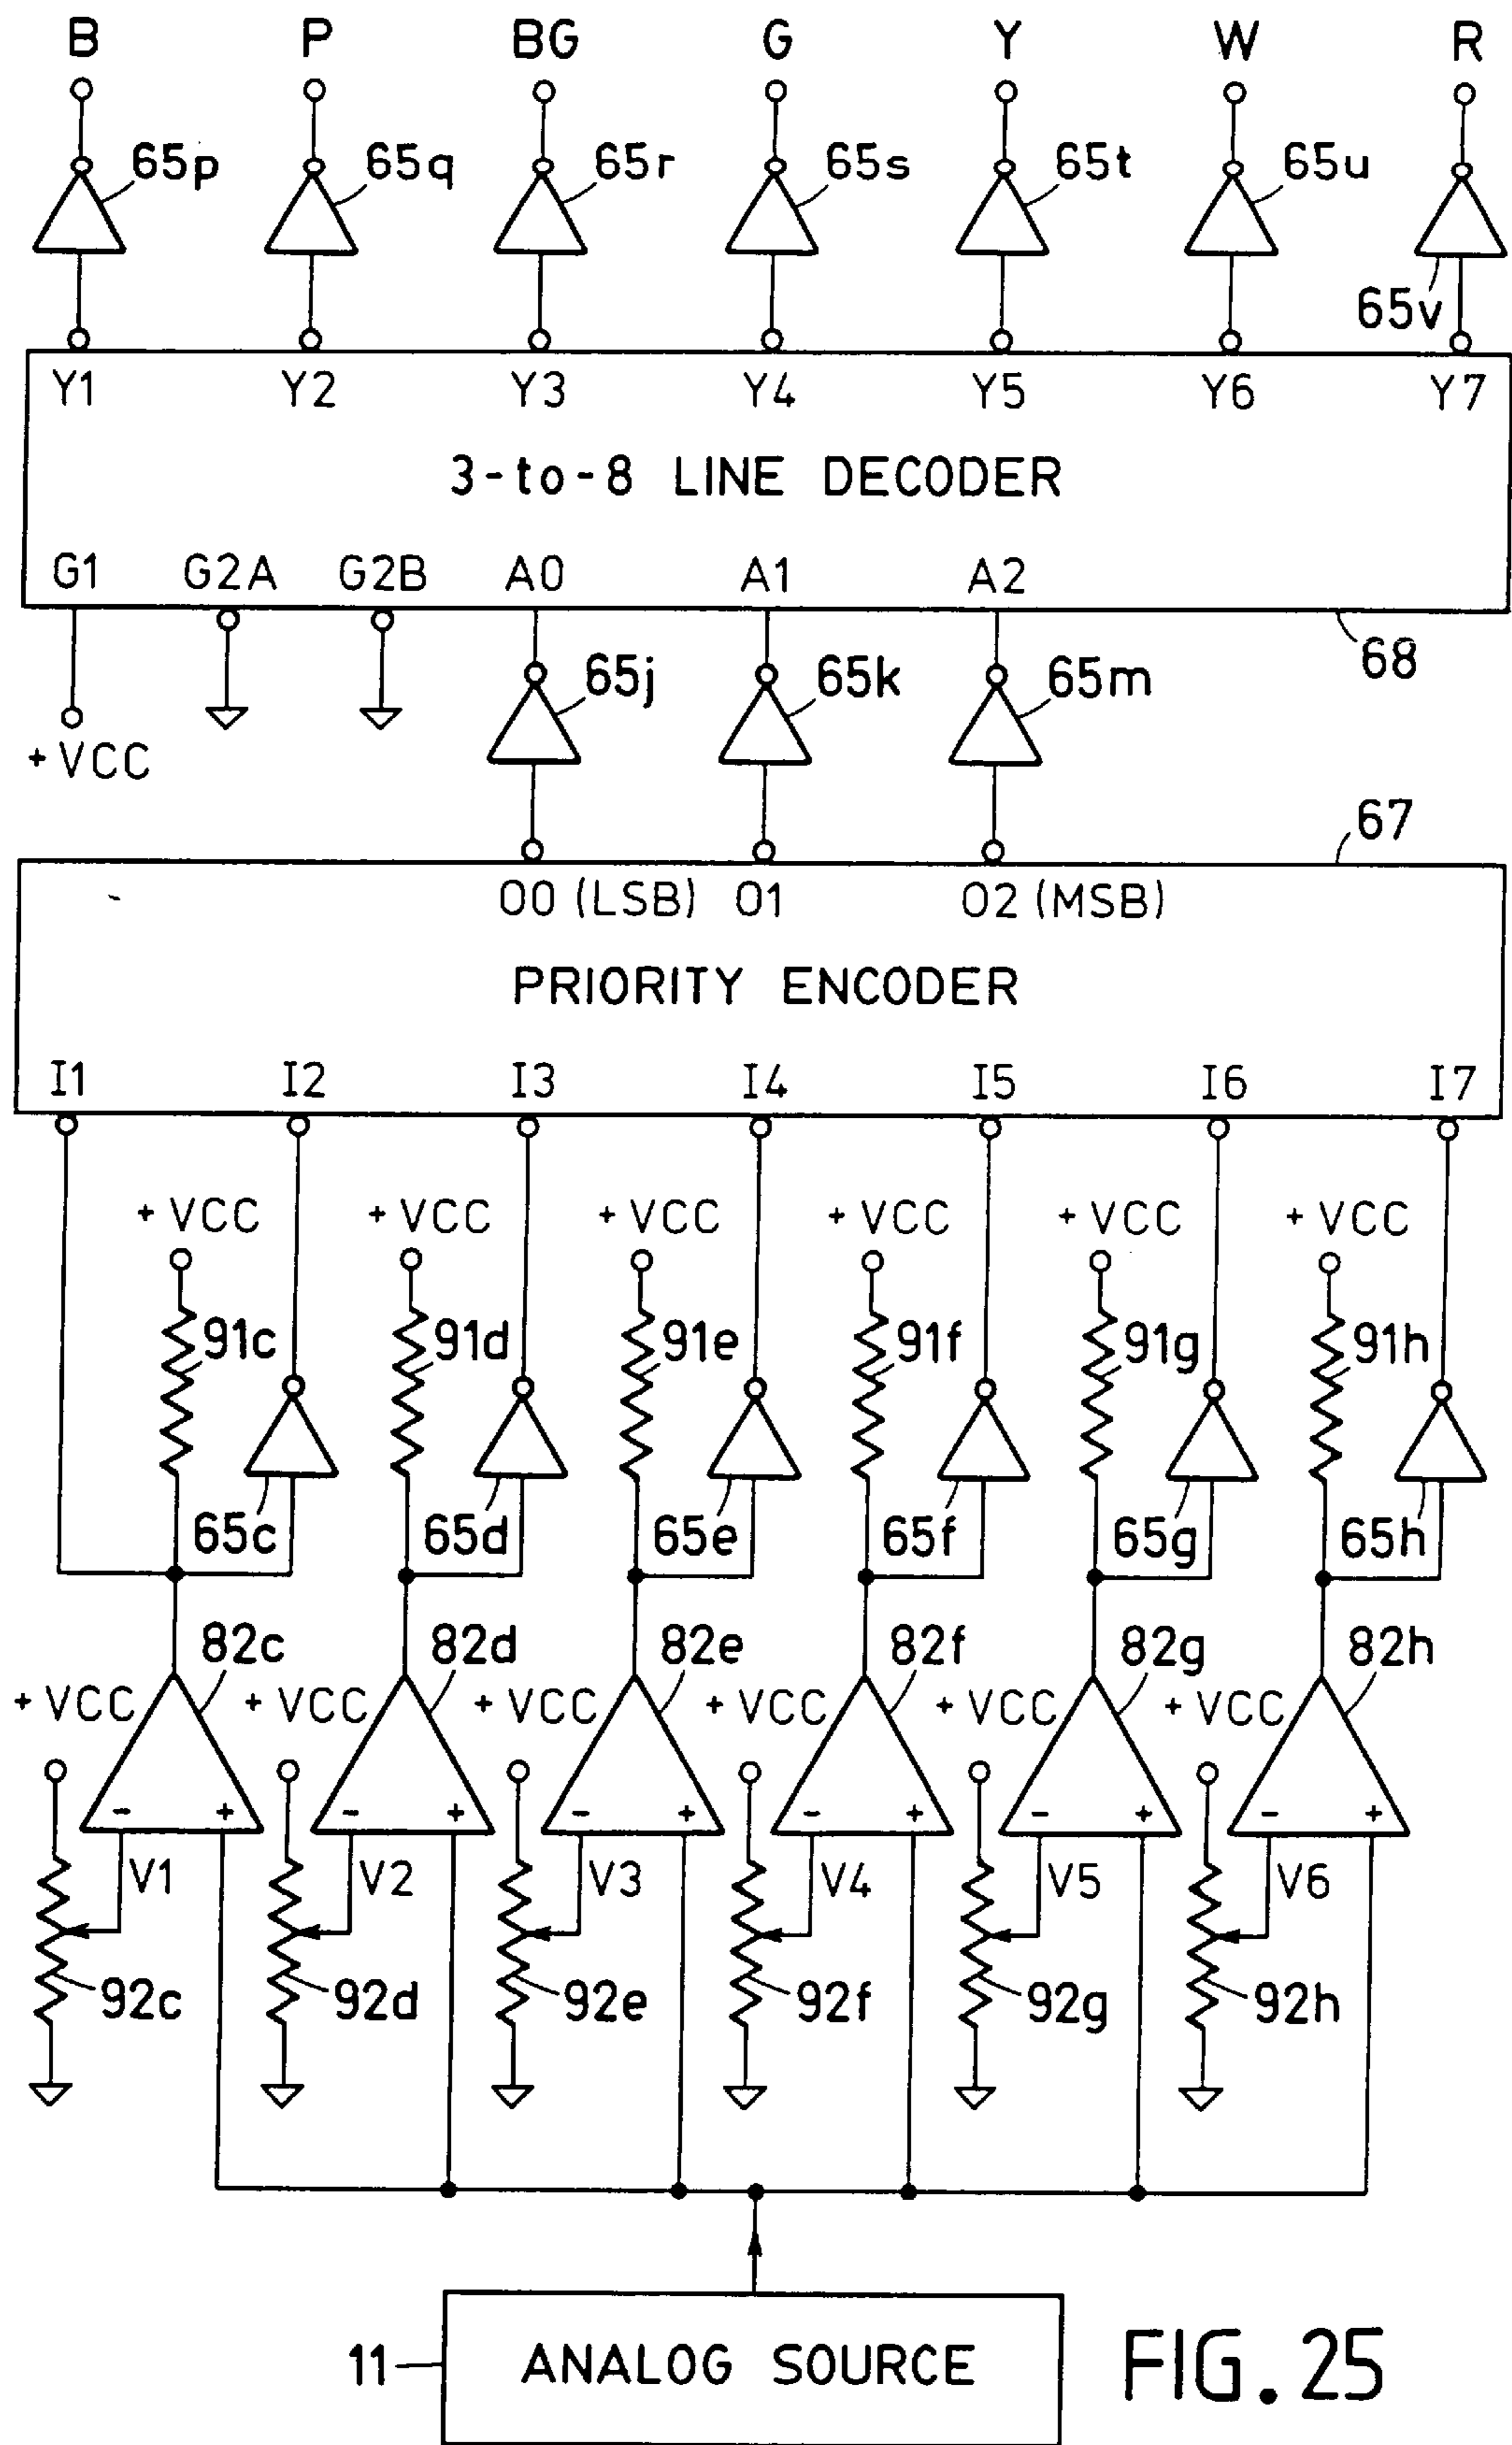 B P BG G Y W R
65p 65q 65r 65s 65t 65u
65v
Y1 Y2 Y3 Y4 Y5 Y6 Y7
3-to-8 LINE DECODER
G1 G2A G2B A0 A1 A2
68
65j 65k 65m
+VCC
67
O0 (LSB) O1 O2 (MSB)
PRIORITY ENCODER
I1 I2 I3 I4 I5 I6 I7
+VCC +VCC +VCC +VCC +VCC +VCC
91c 91d 91e 91f 91g 91h
65c 65d 65e 65f 65g 65h
82c 82d 82e 82f 82g 82h
+VCC +VCC +VCC +VCC +VCC +VCC
- + - + - + - + - + - +
V1 V2 V3 V4 V5 V6
92c 92d 92e 92f 92g 92h
11 ANALOG SOURCE FIG. 25